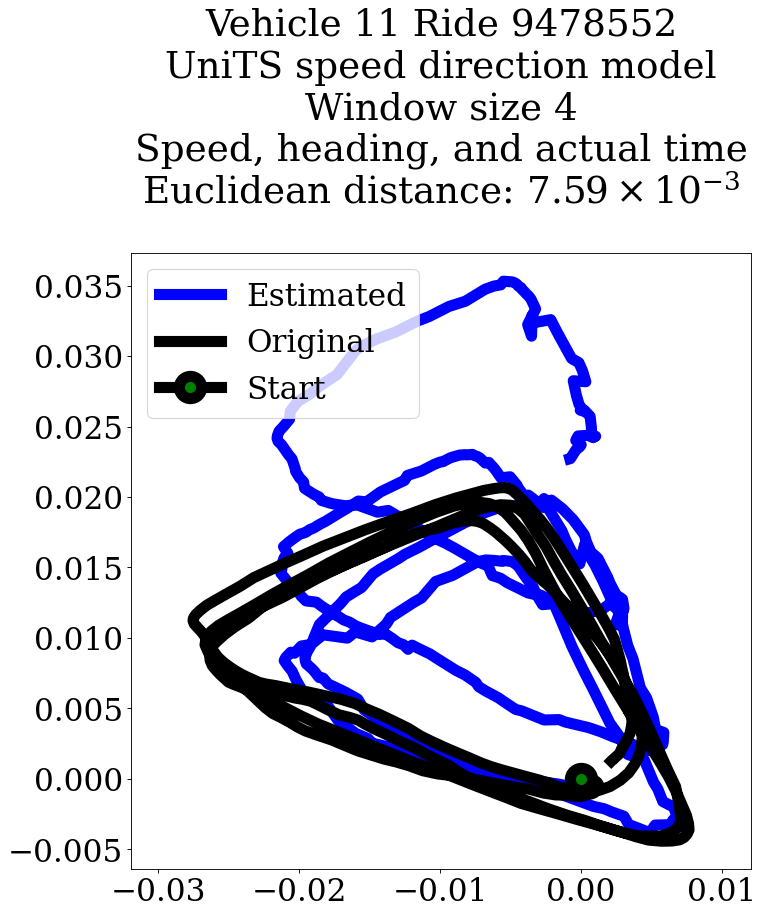 Vehicle 11 Ride 9478552
UniTS speed direction model
Window size 4
Speed, heading, and actual time
Euclidean distance: 7.59 × 10⁻³
Estimated
Original
Start
0.035
0.030
0.025
0.020
0.015
0.010
0.005
0.000
−0.005
−0.03 −0.02 −0.01 0.00 0.01